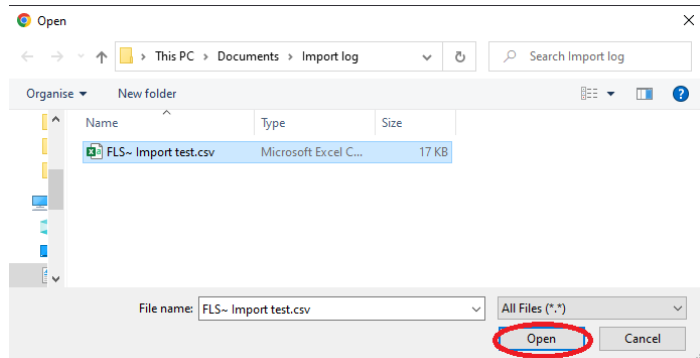 Open
This PC > Documents > Import log
Search Import log
Organise
New folder
Name Type Size
FLS~ Import test.csv Microsoft Excel C... 17 KB
File name: FLS~ Import test.csv All Files (*.*)
Open Cancel